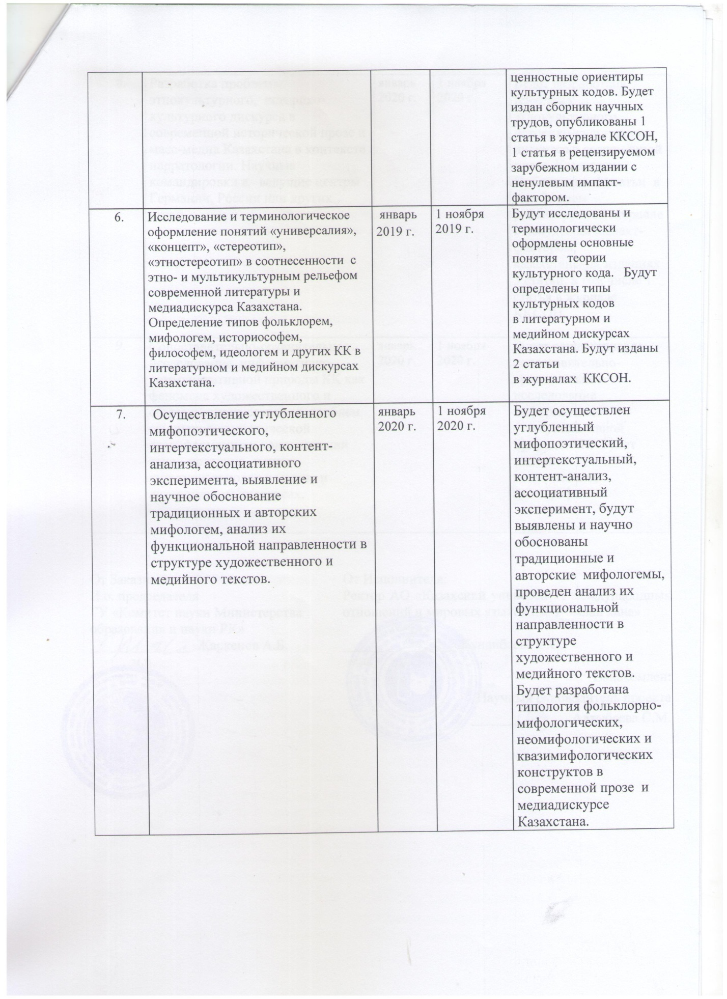 ценностные ориентиры
культурных кодов. Будет
издан сборник научных
трудов, опубликованы 1
статья в журнале ККСОН,
1 статья в рецензируемом
зарубежном издании с
ненулевым импакт-
фактором.
6.
Исследование и терминологическое
оформление понятий «универсалия»,
«концепт», «стереотип»,
«этностереотип» в соотнесенности с
этно- и мультикультурным рельефом
современной литературы и
медиадискурса Казахстана.
Определение типов фольклорем,
мифологем, историософем,
философем, идеологем и других КК в
литературном и медийном дискурсах
Казахстана.
январь
2019 г.
1 ноября
2019 г.
Будут исследованы и
терминологически
оформлены основные
понятия теории
культурного кода. Будут
определены типы
культурных кодов
в литературном и
медийном дискурсах
Казахстана. Будут изданы
2 статьи
в журналах ККСОН.
7.
Осуществление углубленного
мифопоэтического,
интертекстуального, контент-
анализа, ассоциативного
эксперимента, выявление и
научное обоснование
традиционных и авторских
мифологем, анализ их
функциональной направленности в
структуре художественного и
медийного текстов.
январь
2020 г.
1 ноября
2020 г.
Будет осуществлен
углубленный
мифопоэтический,
интертекстуальный,
контент-анализ,
ассоциативный
эксперимент, будут
выявлены и научно
обоснованы
традиционные и
авторские мифологемы,
проведен анализ их
функциональной
направленности в
структуре
художественного и
медийного текстов.
Будет разработана
типология фольклорно-
мифологических,
неомифологических и
квазимифологических
конструктов в
современной прозе и
медиадискурсе
Казахстана.